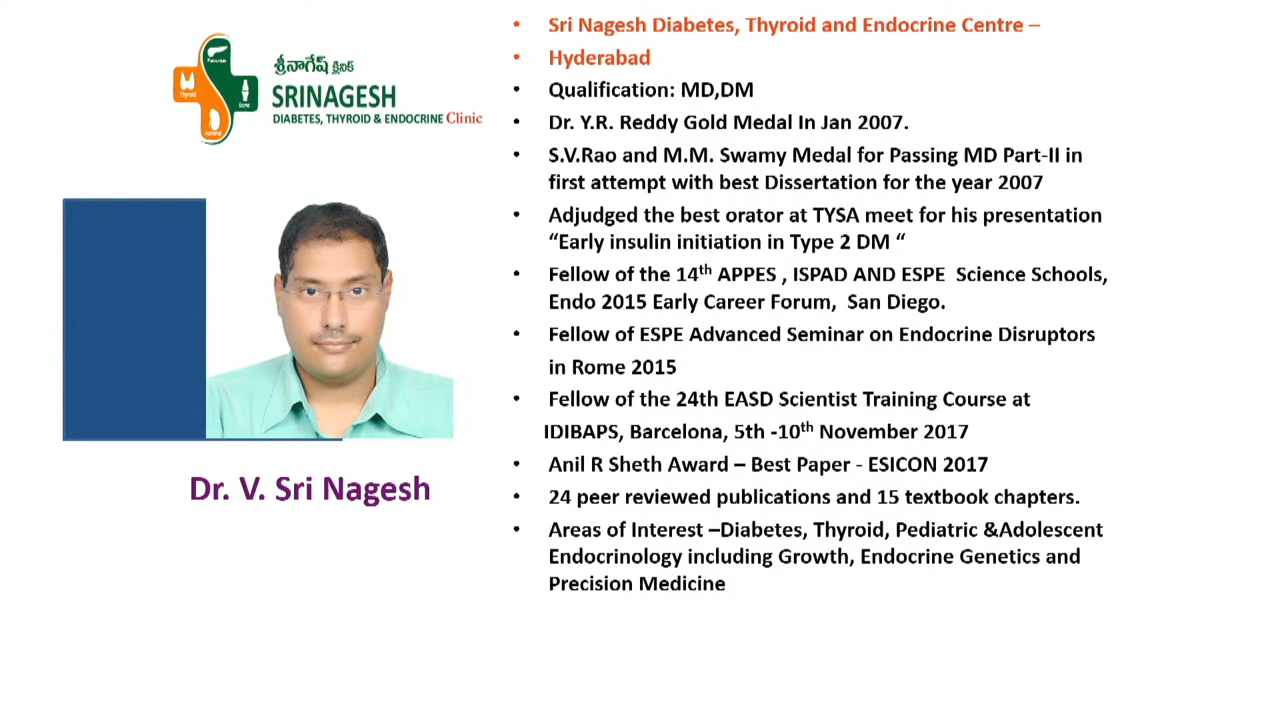 Pancreas
Thyroid
Bone
Adrenal
శ్రీనాగేష్ క్లినిక్
SRINAGESH
DIABETES, THYROID & ENDOCRINE Clinic
Dr. V. Sri Nagesh
• Sri Nagesh Diabetes, Thyroid and Endocrine Centre –
• Hyderabad
• Qualification: MD,DM
• Dr. Y.R. Reddy Gold Medal In Jan 2007.
• S.V.Rao and M.M. Swamy Medal for Passing MD Part-II in
first attempt with best Dissertation for the year 2007
• Adjudged the best orator at TYSA meet for his presentation
“Early insulin initiation in Type 2 DM “
• Fellow of the 14th APPES , ISPAD AND ESPE Science Schools,
Endo 2015 Early Career Forum, San Diego.
• Fellow of ESPE Advanced Seminar on Endocrine Disruptors
in Rome 2015
• Fellow of the 24th EASD Scientist Training Course at
IDIBAPS, Barcelona, 5th -10th November 2017
• Anil R Sheth Award – Best Paper - ESICON 2017
• 24 peer reviewed publications and 15 textbook chapters.
• Areas of Interest –Diabetes, Thyroid, Pediatric &Adolescent
Endocrinology including Growth, Endocrine Genetics and
Precision Medicine